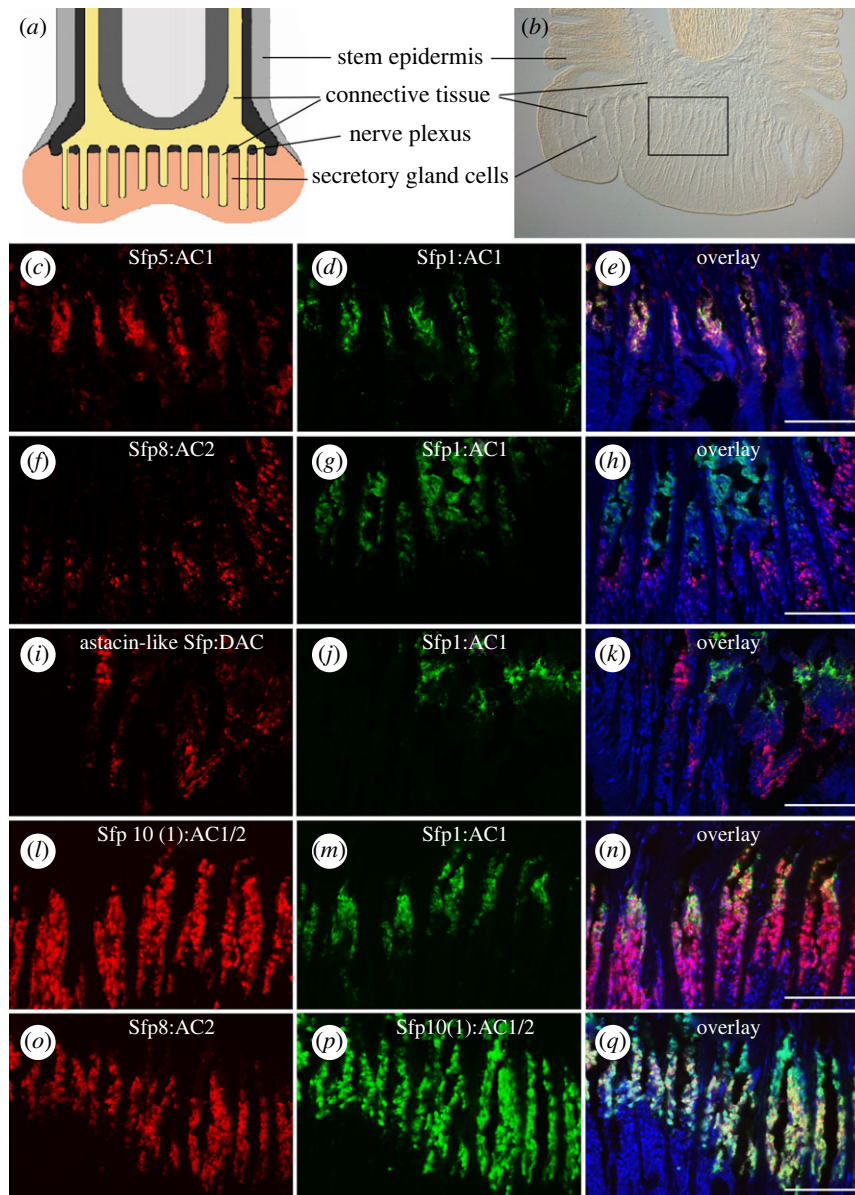 (a)
(b)
stem epidermis
connective tissue
nerve plexus
secretory gland cells
(c) Sfp5:AC1
(d) Sfp1:AC1
(e) overlay
(f) Sfp8:AC2
(g) Sfp1:AC1
(h) overlay
(i) astacin-like Sfp:DAC
(j) Sfp1:AC1
(k) overlay
(l) Sfp 10 (1):AC1/2
(m) Sfp1:AC1
(n) overlay
(o) Sfp8:AC2
(p) Sfp10(1):AC1/2
(q) overlay